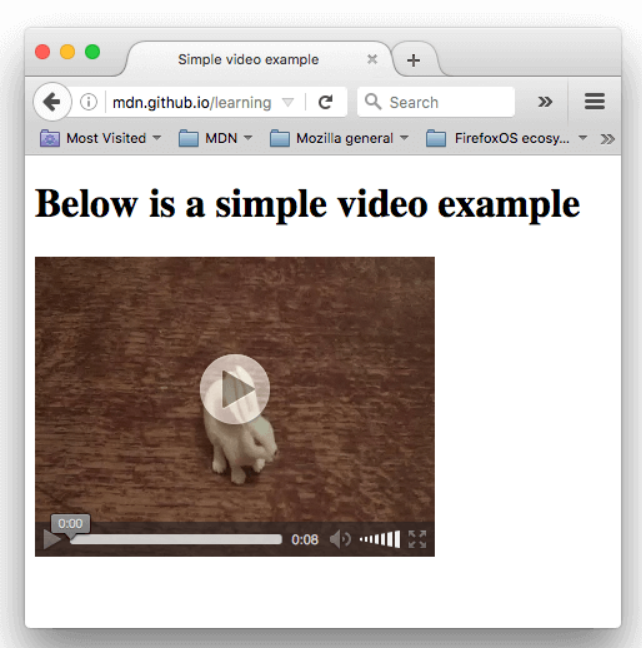 Simple video example
mdn.github.io/learning
Search
Most Visited
MDN
Mozilla general
FirefoxOS ecosy...
Below is a simple video example
0:00
0:08